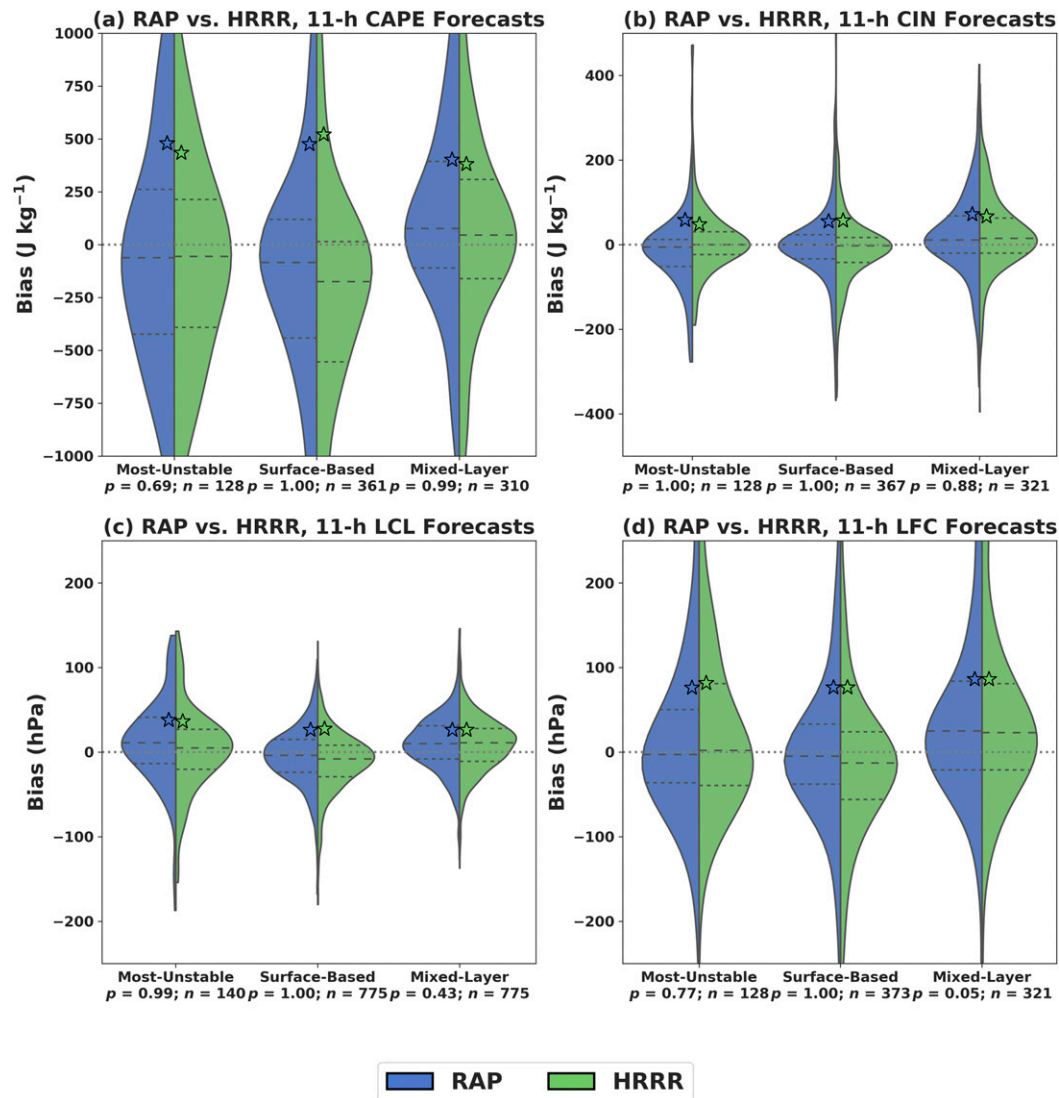 (a) RAP vs. HRRR, 11-h CAPE Forecasts
1000
750
500
250
0
−250
−500
−750
−1000
Bias (J kg⁻¹)
Most-Unstable Surface-Based Mixed-Layer
p = 0.69; n = 128 p = 1.00; n = 361 p = 0.99; n = 310
(b) RAP vs. HRRR, 11-h CIN Forecasts
400
200
0
−200
−400
Bias (J kg⁻¹)
Most-Unstable Surface-Based Mixed-Layer
p = 1.00; n = 128 p = 1.00; n = 367 p = 0.88; n = 321
(c) RAP vs. HRRR, 11-h LCL Forecasts
200
100
0
−100
−200
Bias (hPa)
Most-Unstable Surface-Based Mixed-Layer
p = 0.99; n = 140 p = 1.00; n = 775 p = 0.43; n = 775
(d) RAP vs. HRRR, 11-h LFC Forecasts
200
100
0
−100
−200
Bias (hPa)
Most-Unstable Surface-Based Mixed-Layer
p = 0.77; n = 128 p = 1.00; n = 373 p = 0.05; n = 321
RAP HRRR